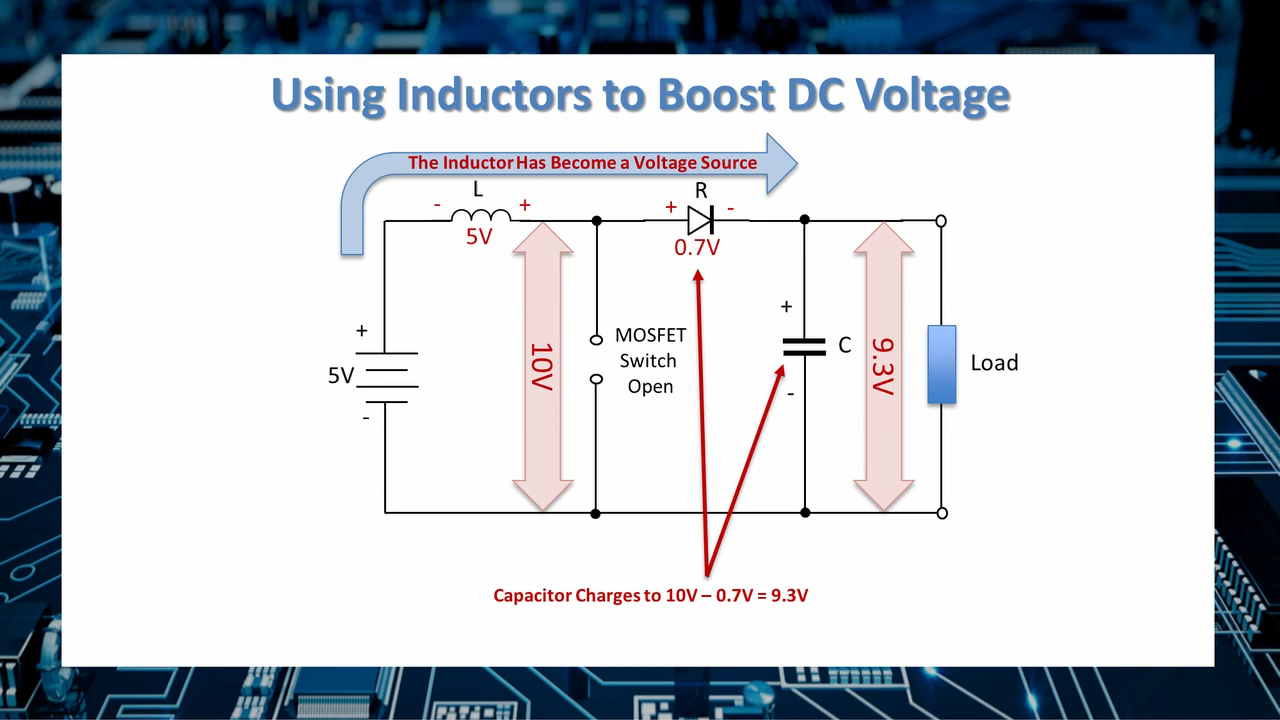 Using Inductors to Boost DC Voltage
The Inductor Has Become a Voltage Source
L
R
- +
+ -
5V
0.7V
+
5V
-
10V
MOSFET
Switch
Open
+
C
-
9.3V
Load
Capacitor Charges to 10V – 0.7V = 9.3V